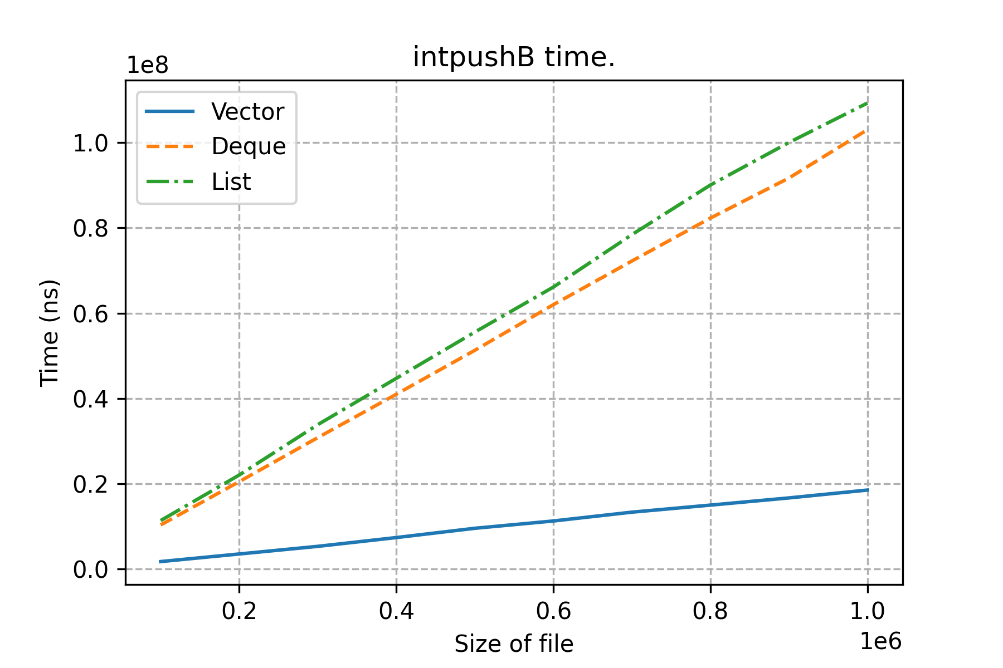 intpushB time.
1e8
Vector
Deque
List
1.0
0.8
0.6
0.4
0.2
0.0
Time (ns)
0.2 0.4 0.6 0.8 1.0
1e6
Size of file